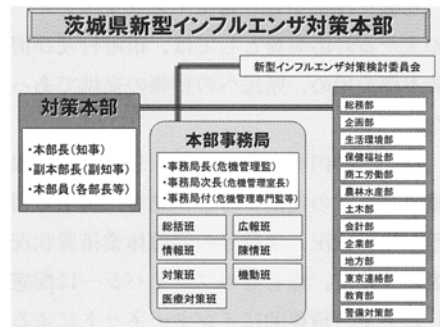 茨城県新型インフルエンザ対策本部
新型インフルエンザ対策検討委員会
対策本部
・本部長(知事)
・副本部長(副知事)
・本部員(各部長等)
本部事務局
・事務局長(危機管理監)
・事務局次長(危機管理室長)
・事務局付(危機管理専門監等)
総括班
広報班
情報班
陳情班
対策班
機動班
医療対策班
総務部
企画部
生活環境部
保健福祉部
商工労働部
農林水産部
土木部
会計部
企業部
地方部
東京連絡部
教育部
警備対策部